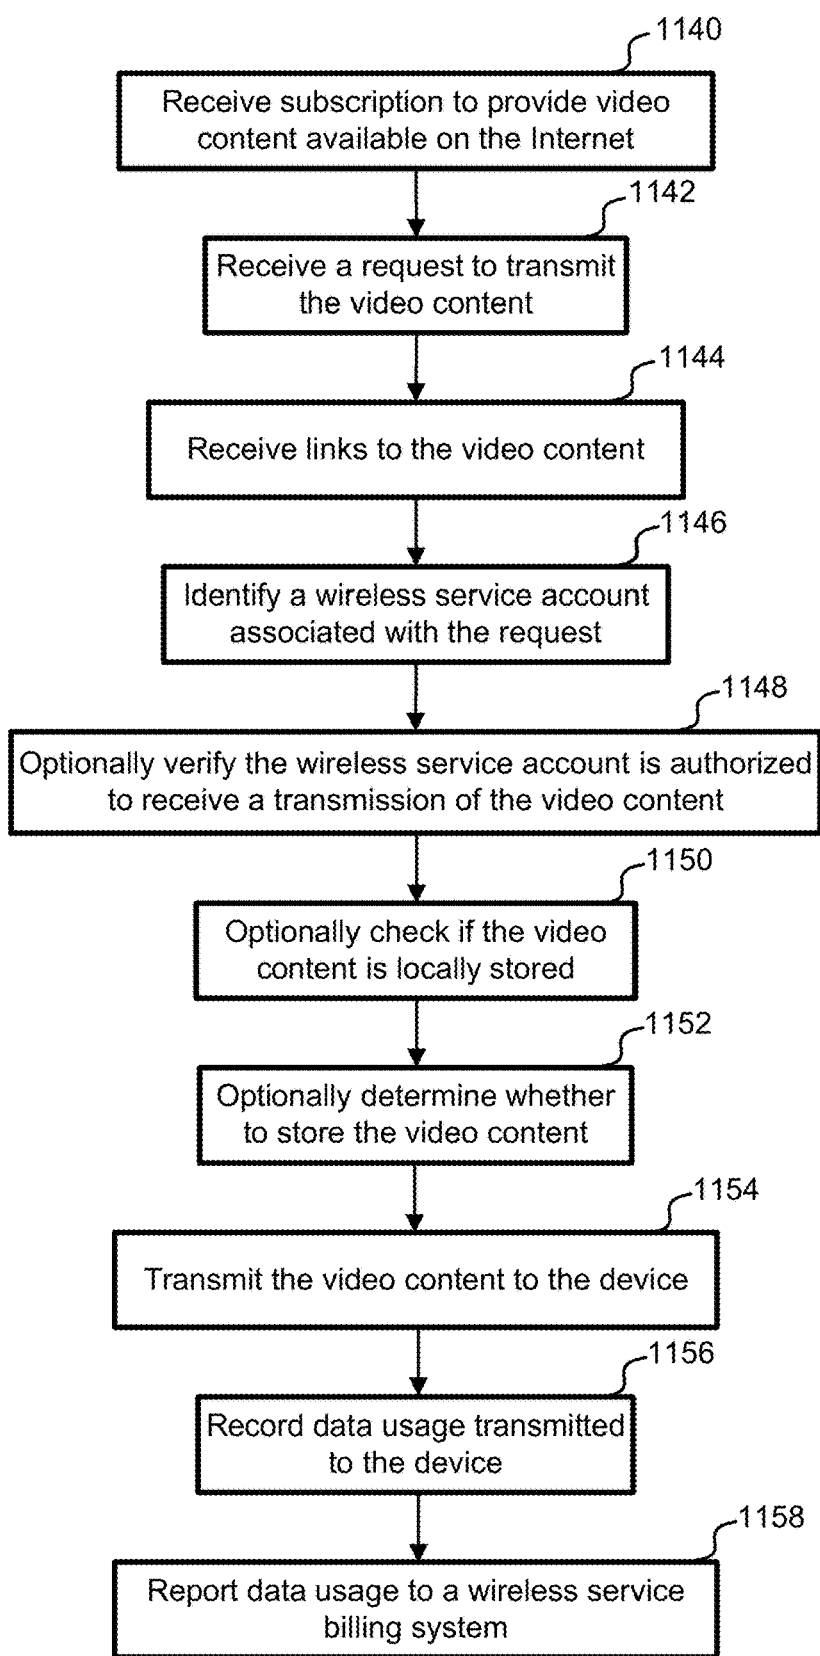 1140
Receive subscription to provide video
content available on the Internet
1142
Receive a request to transmit
the video content
1144
Receive links to the video content
1146
Identify a wireless service account
associated with the request
1148
Optionally verify the wireless service account is authorized
to receive a transmission of the video content
1150
Optionally check if the video
content is locally stored
1152
Optionally determine whether
to store the video content
1154
Transmit the video content to the device
1156
Record data usage transmitted
to the device
1158
Report data usage to a wireless service
billing system